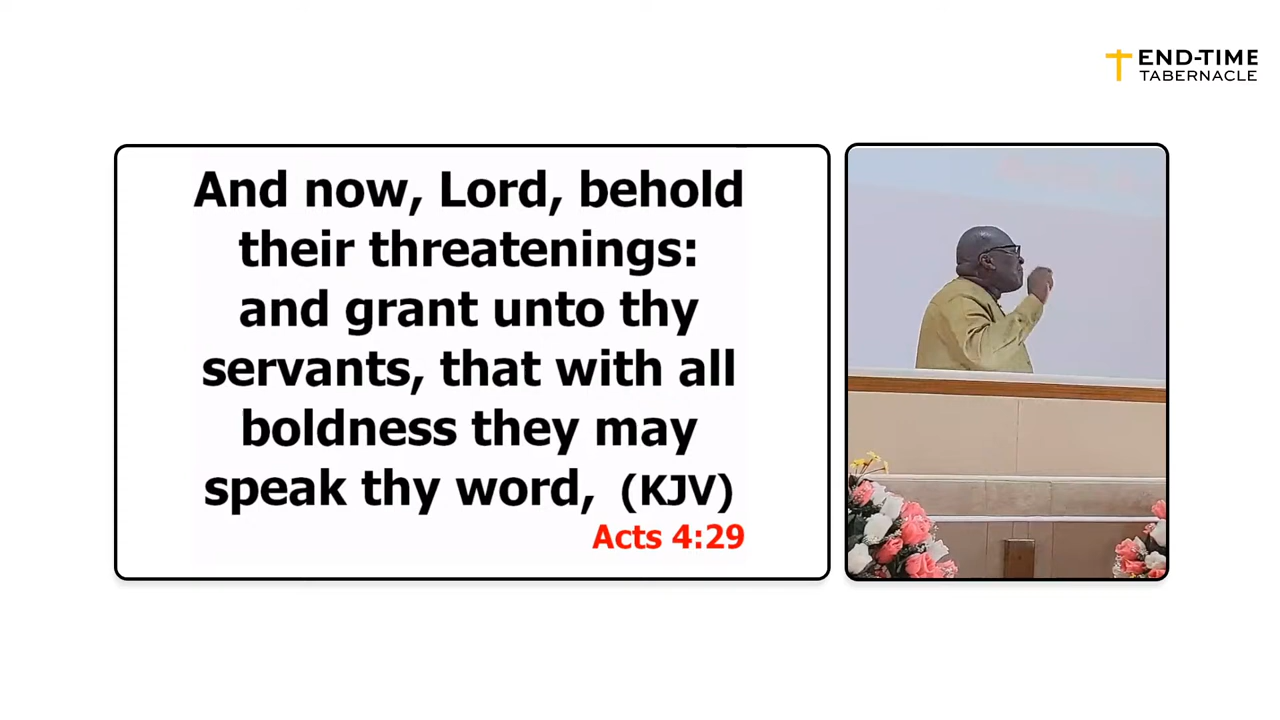 END-TIME
TABERNACLE
And now, Lord, behold
their threatenings:
and grant unto thy
servants, that with all
boldness they may
speak thy word, (KJV)
Acts 4:29